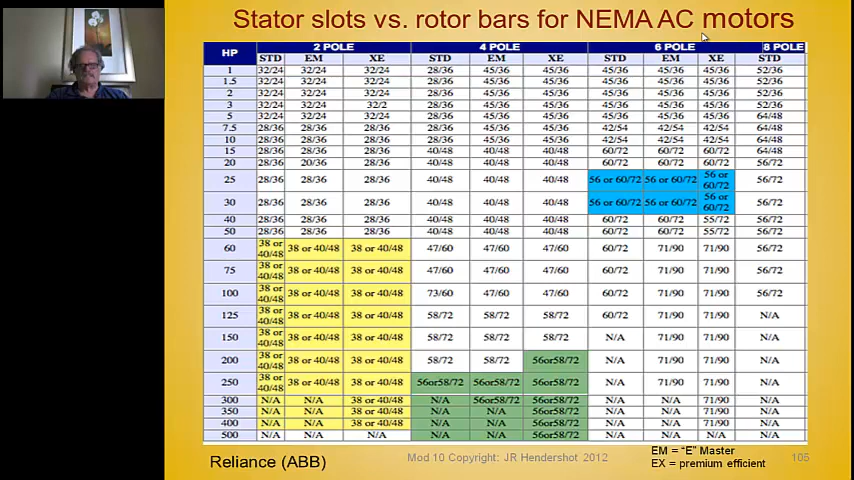 Stator slots vs. rotor bars for NEMA AC motors
HP 2 POLE 4 POLE 6 POLE 8 POLE
STD EM XE STD EM XE STD EM XE STD
1 32/24 32/24 32/24 28/36 45/36 45/36 45/36 45/36 45/36 52/36
1.5 32/24 32/24 32/24 28/36 45/36 45/36 45/36 45/36 45/36 52/36
2 32/24 32/24 32/24 28/36 45/36 45/36 45/36 45/36 45/36 52/36
3 32/24 32/24 32/2 28/36 45/36 45/36 45/36 45/36 45/36 52/36
5 32/24 32/24 32/24 28/36 45/36 45/36 45/36 45/36 45/36 64/48
7.5 28/36 28/36 28/36 28/36 45/36 45/36 42/54 42/54 42/54 64/48
10 28/36 28/36 28/36 28/36 45/36 45/36 42/54 42/54 42/54 64/48
15 28/36 28/36 28/36 40/48 40/48 40/48 60/72 60/72 60/72 56/72
20 28/36 20/36 28/36 40/48 40/48 40/48 60/72 60/72 60/72 56/72
25 28/36 28/36 28/36 40/48 40/48 40/48 56 or 60/72 56 or 60/72 56 or 60/72 56/72
30 28/36 28/36 28/36 40/48 40/48 40/48 56 or 60/72 56 or 60/72 56 or 60/72 56/72
40 28/36 28/36 28/36 40/48 40/48 40/48 60/72 60/72 55/72 56/72
50 28/36 28/36 28/36 40/48 40/48 40/48 60/72 60/72 55/72 56/72
60 38 or 40/48 38 or 40/48 38 or 40/48 47/60 47/60 47/60 60/72 71/90 71/90 56/72
75 38 or 40/48 38 or 40/48 38 or 40/48 47/60 47/60 47/60 60/72 71/90 71/90 56/72
100 38 or 40/48 38 or 40/48 38 or 40/48 73/60 47/60 47/60 60/72 71/90 71/90 56/72
125 38 or 40/48 38 or 40/48 38 or 40/48 58/72 58/72 58/72 60/72 71/90 71/90 N/A
150 38 or 40/48 38 or 40/48 38 or 40/48 58/72 58/72 58/72 N/A 71/90 71/90 N/A
200 38 or 40/48 38 or 40/48 38 or 40/48 58/72 58/72 56or58/72 N/A 71/90 71/90 N/A
250 38 or 40/48 38 or 40/48 38 or 40/48 56or58/72 56or58/72 56or58/72 N/A 71/90 71/90 N/A
300 N/A N/A 38 or 40/48 N/A 56or58/72 56or58/72 N/A N/A 71/90 N/A
350 N/A N/A 38 or 40/48 N/A N/A 56or58/72 N/A N/A 71/90 N/A
400 N/A N/A 38 or 40/48 N/A N/A 56or58/72 N/A N/A 71/90 N/A
500 N/A N/A N/A N/A N/A 56or58/72 N/A N/A N/A N/A
Reliance (ABB)
Mod 10 Copyright: JR Hendershot 2012
EM = “E” Master
EX = premium efficient
105